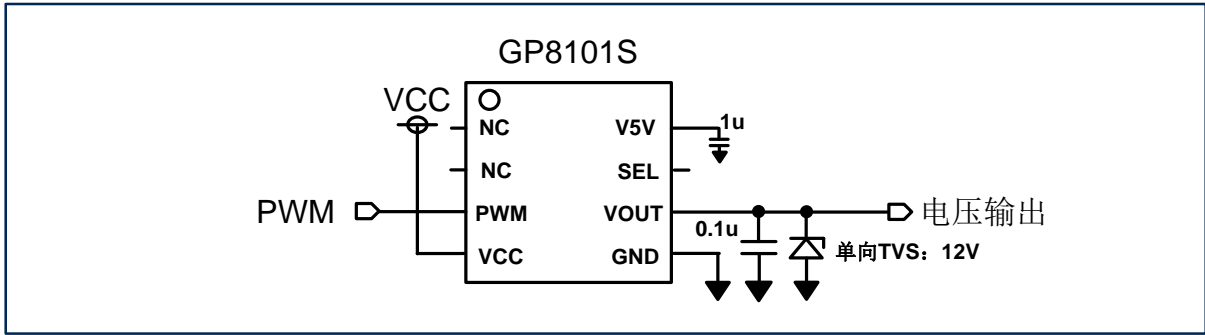 GP8101S
VCC
NC
V5V
1u
NC
SEL
PWM
PWM
VOUT
电压输出
0.1u
VCC
GND
单向TVS：12V